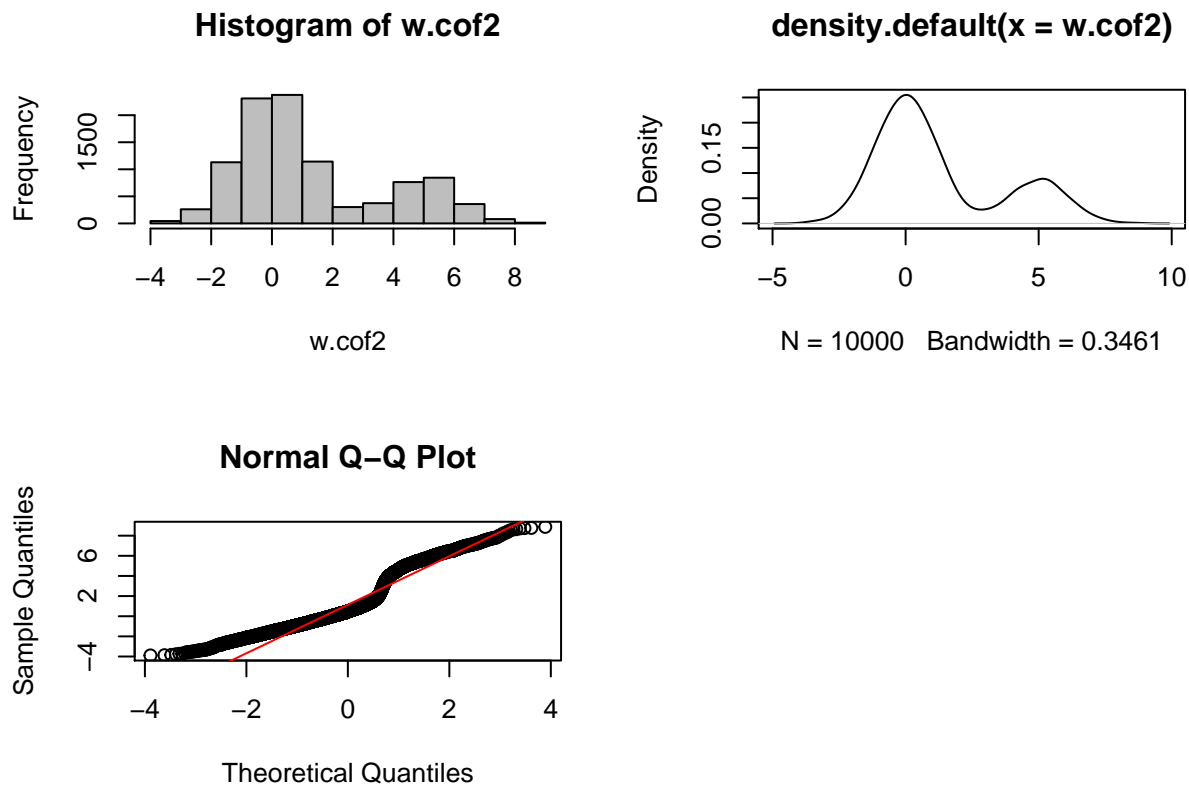 Histogram of w.cof2
Frequency
0 1500
−4 −2 0 2 4 6 8
w.cof2
density.default(x = w.cof2)
Density
0.00 0.15
−5 0 5 10
N = 10000 Bandwidth = 0.3461
Normal Q−Q Plot
Sample Quantiles
−4 2 6
−4 −2 0 2 4
Theoretical Quantiles